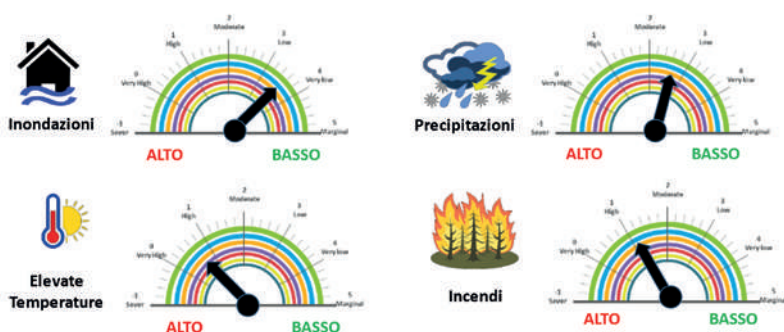 2
Moderate
1
High
3
Low
0
Very High
4
Very low
-1
Sever
5
Marginal
Inondazioni
ALTO
BASSO
2
Moderate
1
High
3
Low
0
Very High
4
Very low
-1
Sever
5
Marginal
Precipitazioni
ALTO
BASSO
2
Moderate
1
High
3
Low
0
Very High
4
Very low
-1
Sever
5
Marginal
Elevate
Temperature
ALTO
BASSO
2
Moderate
1
High
3
Low
0
Very High
4
Very low
-1
Sever
5
Marginal
Incendi
ALTO
BASSO